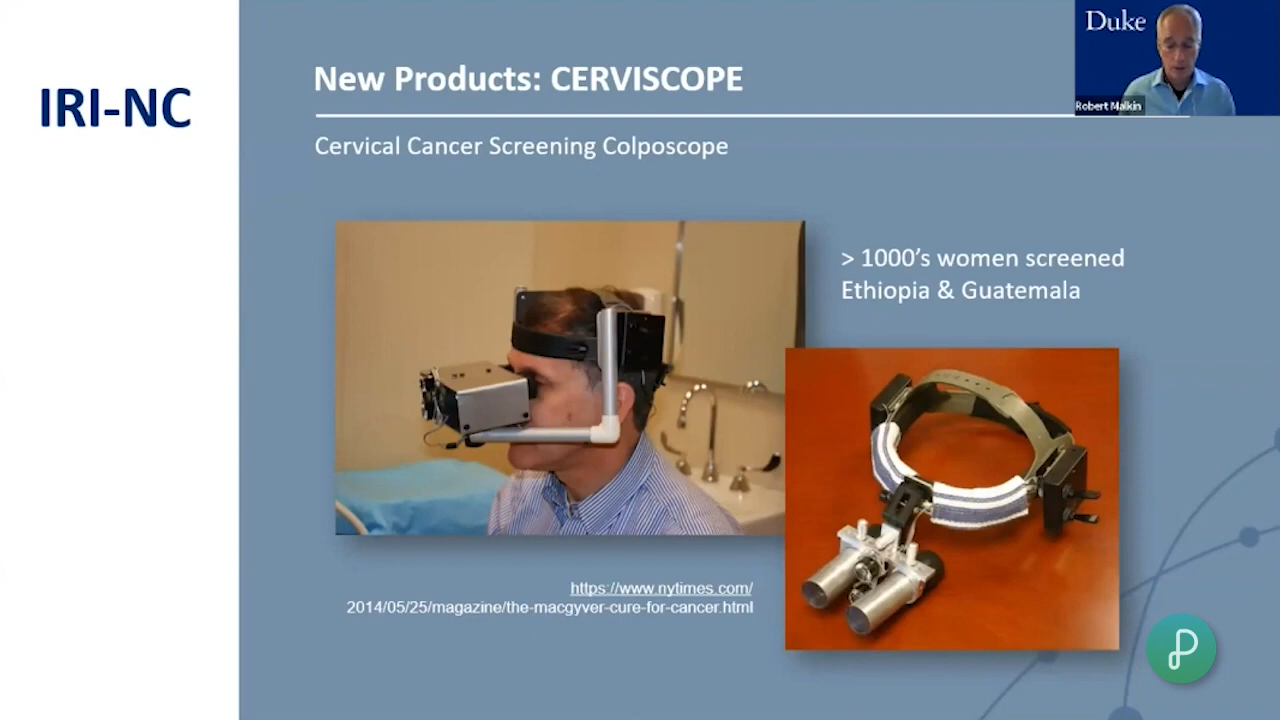 IRI-NC
New Products: CERVISCOPE
Cervical Cancer Screening Colposcope
Duke
Robert Malkin
> 1000’s women screened
Ethiopia & Guatemala
https://www.nytimes.com/
2014/05/25/magazine/the-macgyver-cure-for-cancer.html